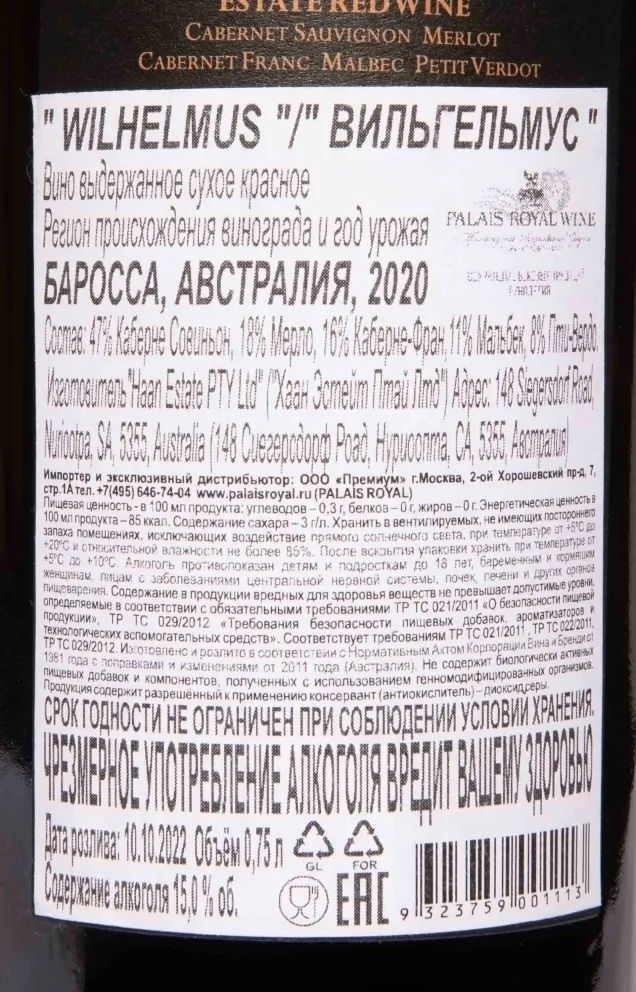 ESTATE RED WINE
CABERNET SAUVIGNON MERLOT
CABERNET FRANC MALBEC PETIT VERDOT
" WILHELMUS "/" ВИЛЬГЕЛЬМУС "
Вино выдержанное сухое красное
Регион происхождения винограда и год урожая
PALAIS ROYAL WINE
БАРОССА, АВСТРАЛИЯ, 2020
Состав: 47% Каберне Совиньон, 18% Мерло, 16% Каберне-Фран, 11% Мальбек, 8% Пти-Вердо.
Изготовитель "Haan Estate PTY Ltd" ("Хаан Эстейт Птай Лтд") Адрес: 148 Siegersdorf Road,
Nuriootpa, SA, 5355, Australia (148 Сиегерсдорф Роад, Нуриоотпа, СА, 5355, Австралия)
Импортер и эксклюзивный дистрибьютор: ООО «Премиум» г.Москва, 2-ой Хорошевский пр-д, 7,
стр.1А тел.+7(495) 646-74-04 www.palaisroyal.ru (PALAIS ROYAL)
Пищевая ценность - в 100 мл продукта: углеводов – 0,3 г, белков – 0 г, жиров – 0 г. Энергетическая ценность в
100 мл продукта – 85 ккал. Содержание сахара – 3 г/л. Хранить в вентилируемых, не имеющих постороннего
запаха помещениях, исключающих воздействие прямого солнечного света, при температуре от +5°С до
+20°С и относительной влажности не более 85%. После вскрытия упаковки хранить при температуре от
+5°С до +10°С. Алкоголь противопоказан детям и подросткам до 18 лет, беременным и кормящим
женщинам, лицам с заболеваниями центральной нервной системы, почек, печени и других органов
пищеварения. Содержание в продукции вредных для здоровья веществ не превышает допустимые уровни,
определяемые в соответствии с обязательными требованиями ТР ТС 021/2011 «О безопасности пищевой
продукции», ТР ТС 029/2012 «Требования безопасности пищевых добавок, ароматизаторов и
технологических вспомогательных средств». Соответствует требованиям ТР ТС 021/2011, ТР ТС 022/2011,
ТР ТС 029/2012. Изготовлено и розлито в соответствии с Нормативным Актом Корпорации Вина и Бренди от
1981 года с поправками и изменениями от 2011 года (Австралия). Не содержит биологически активных
пищевых добавок и компонентов, полученных с использованием генномодифицированных организмов.
Продукция содержит разрешённый к применению консервант (антиокислитель) – диоксид серы.
СРОК ГОДНОСТИ НЕ ОГРАНИЧЕН ПРИ СОБЛЮДЕНИИ УСЛОВИЙ ХРАНЕНИЯ.
ЧРЕЗМЕРНОЕ УПОТРЕБЛЕНИЕ АЛКОГОЛЯ ВРЕДИТ ВАШЕМУ ЗДОРОВЬЮ
Дата розлива: 10.10.2022 Объём 0,75 л
GL FOR
Содержание алкоголя 15,0 % об.
EAC
9 323759 001113